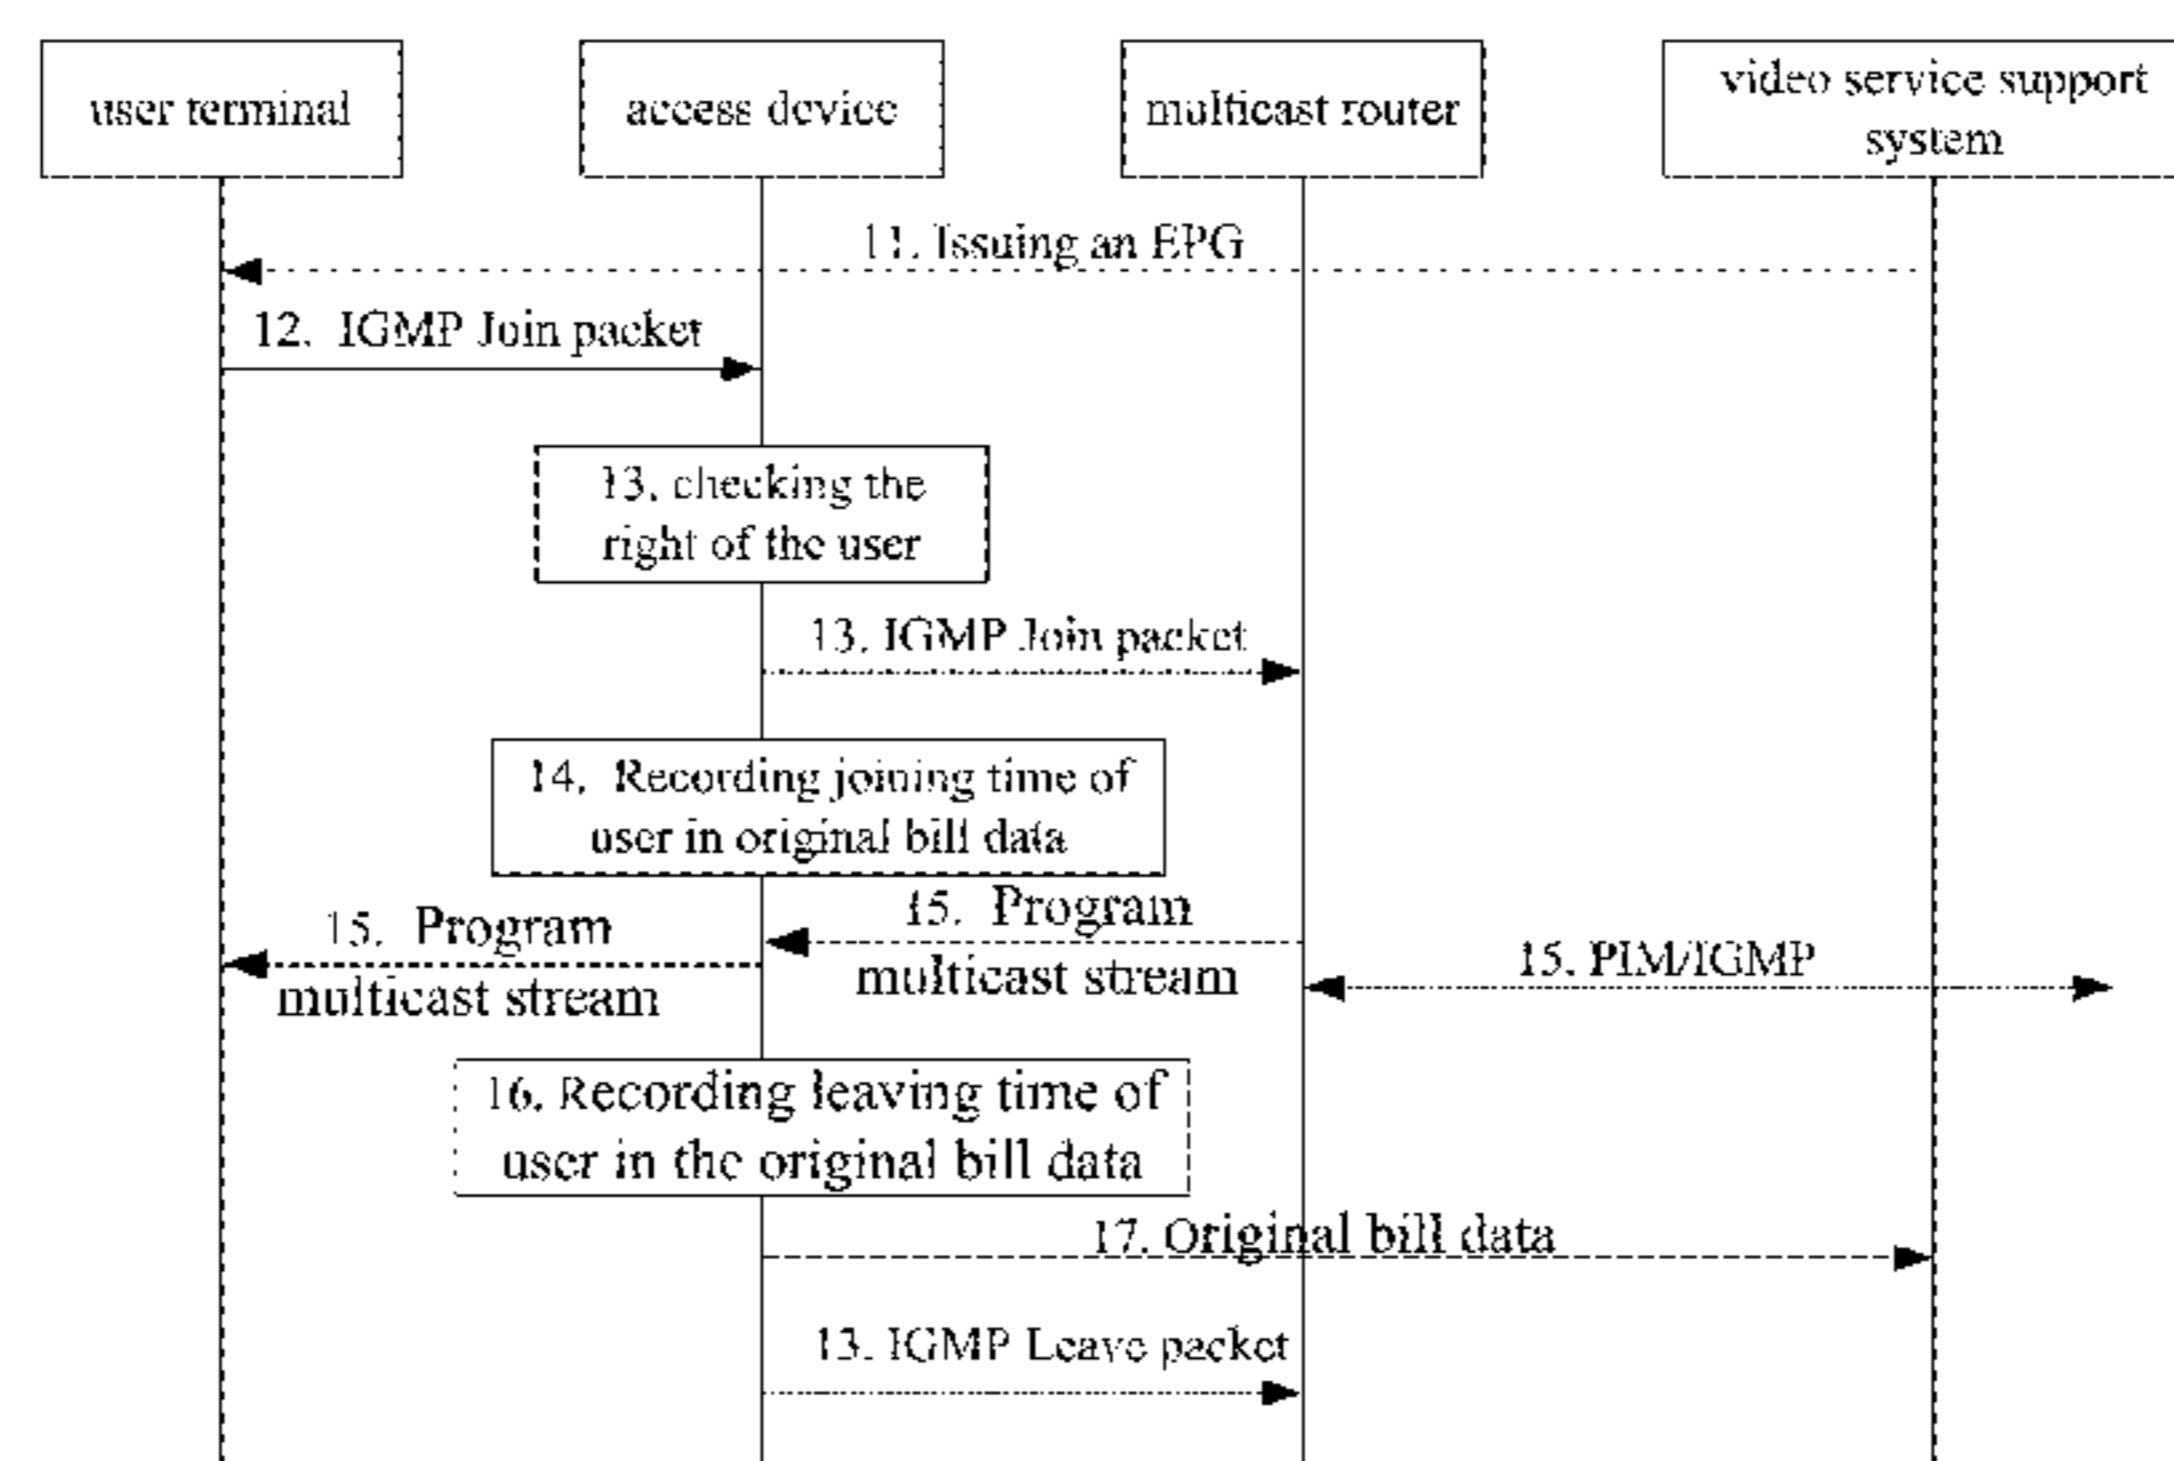 user terminal
access device
multicast router
video service support
system
11. Issuing an EPG
12. IGMP Join packet
13. checking the
right of the user
13. IGMP Join packet
14. Recording joining time of
user in original bill data
15. Program
multicast stream
15. Program
multicast stream
15. PIM/IGMP
16. Recording leaving time of
user in the original bill data
17. Original bill data
13. IGMP Leave packet